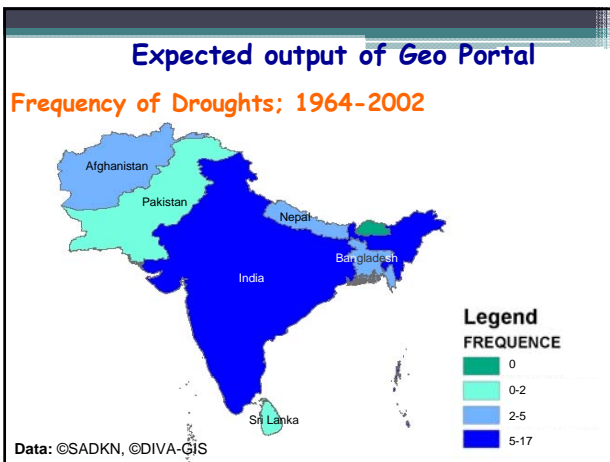 Expected output of Geo Portal
Frequency of Droughts; 1964-2002
Afghanistan
Pakistan
Nepal
Bangladesh
India
Sri Lanka
Legend
FREQUENCE
0
0-2
2-5
5-17
Data: ©SADKN, ©DIVA-GIS